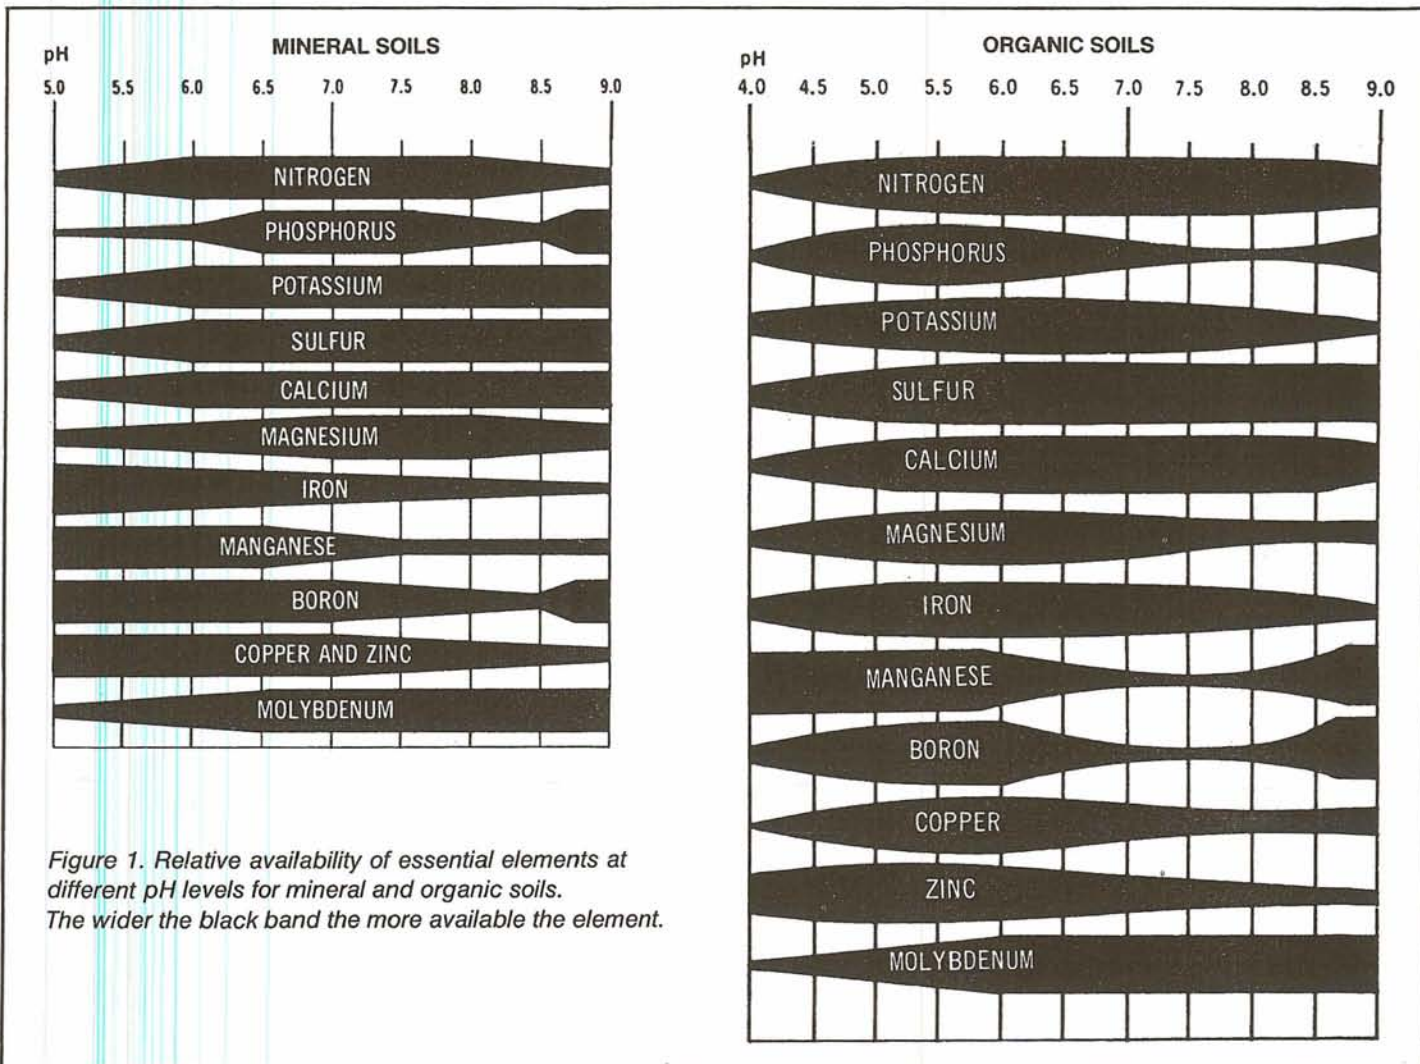 MINERAL SOILS
pH
5.0 5.5 6.0 6.5 7.0 7.5 8.0 8.5 9.0
NITROGEN
PHOSPHORUS
POTASSIUM
SULFUR
CALCIUM
MAGNESIUM
IRON
MANGANESE
BORON
COPPER AND ZINC
MOLYBDENUM
Figure 1. Relative availability of essential elements at
different pH levels for mineral and organic soils.
The wider the black band the more available the element.
ORGANIC SOILS
pH
4.0 4.5 5.0 5.5 6.0 6.5 7.0 7.5 8.0 8.5 9.0
NITROGEN
PHOSPHORUS
POTASSIUM
SULFUR
CALCIUM
MAGNESIUM
IRON
MANGANESE
BORON
COPPER
ZINC
MOLYBDENUM